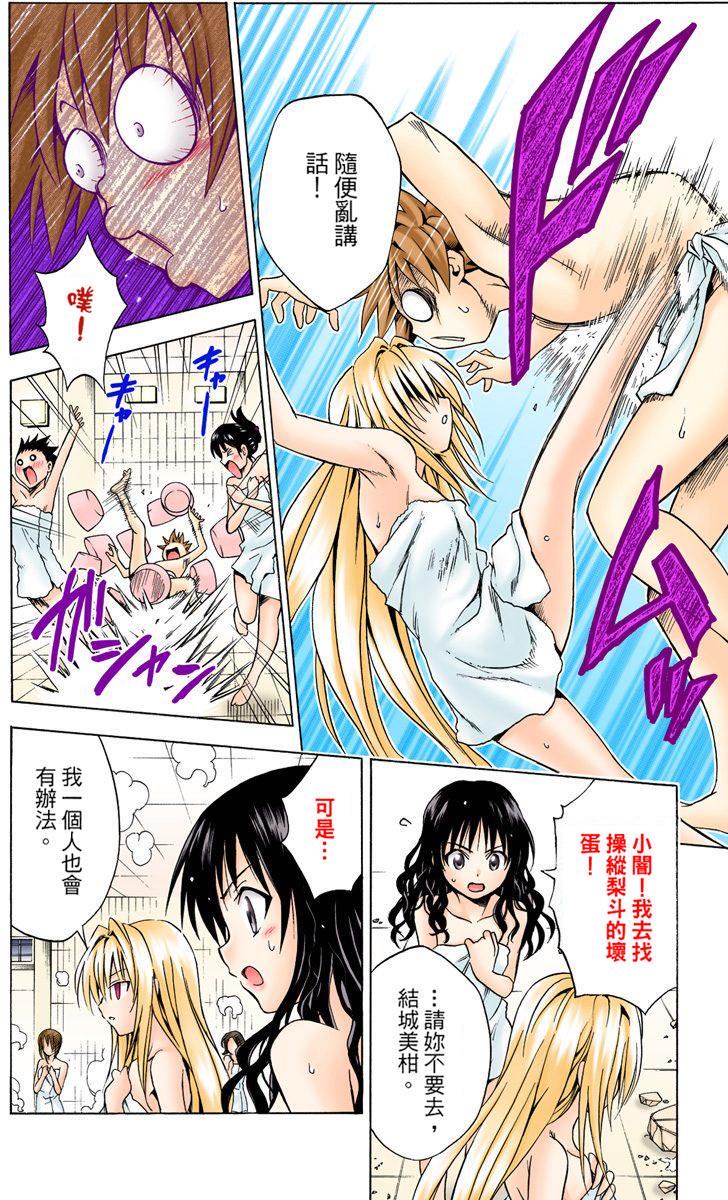 隨便亂講
話！
ドドドム
噗！
キャー
キャー
ガシャン
小闇！我去找
操縱梨斗的壞
蛋！
…請妳不要去，
結城美柑。
可是…
我一個人也會
有辦法。